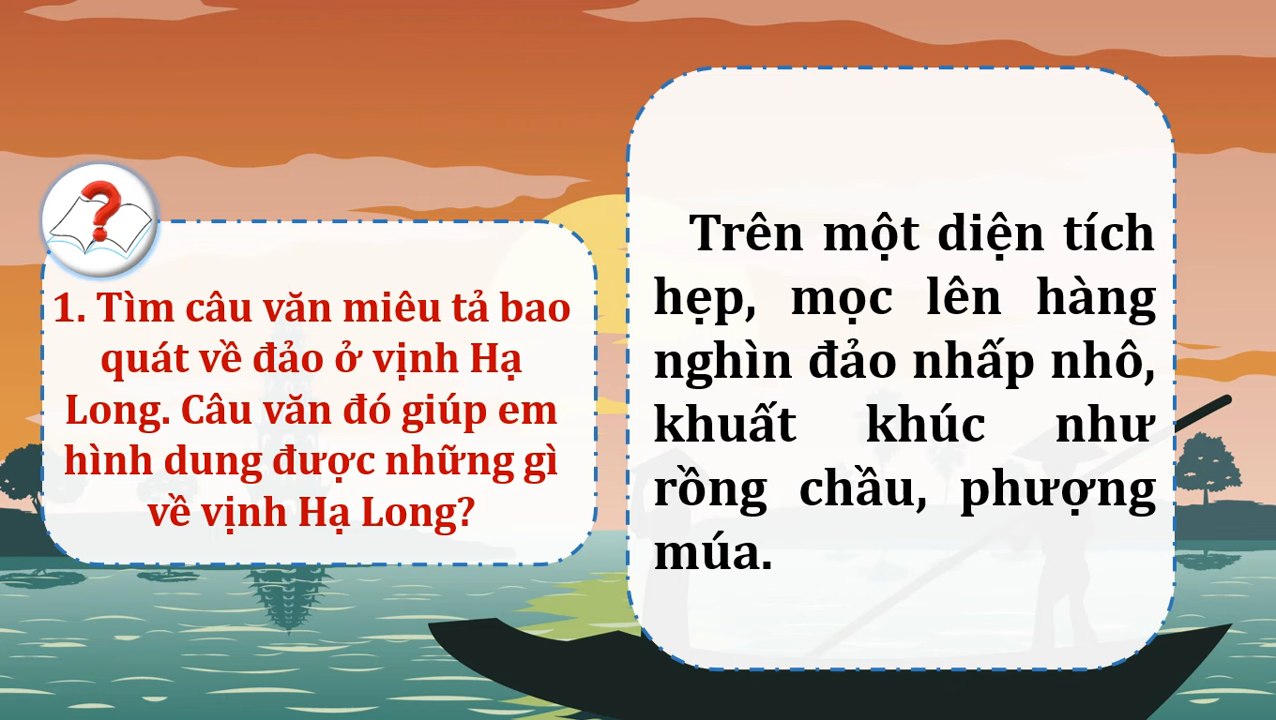 1. Tìm câu văn miêu tả bao
quát về đảo ở vịnh Hạ
Long. Câu văn đó giúp em
hình dung được những gì
về vịnh Hạ Long?
Trên một diện tích
hẹp, mọc lên hàng
nghìn đảo nhấp nhô,
khuất khúc như
rồng chầu, phượng
múa.